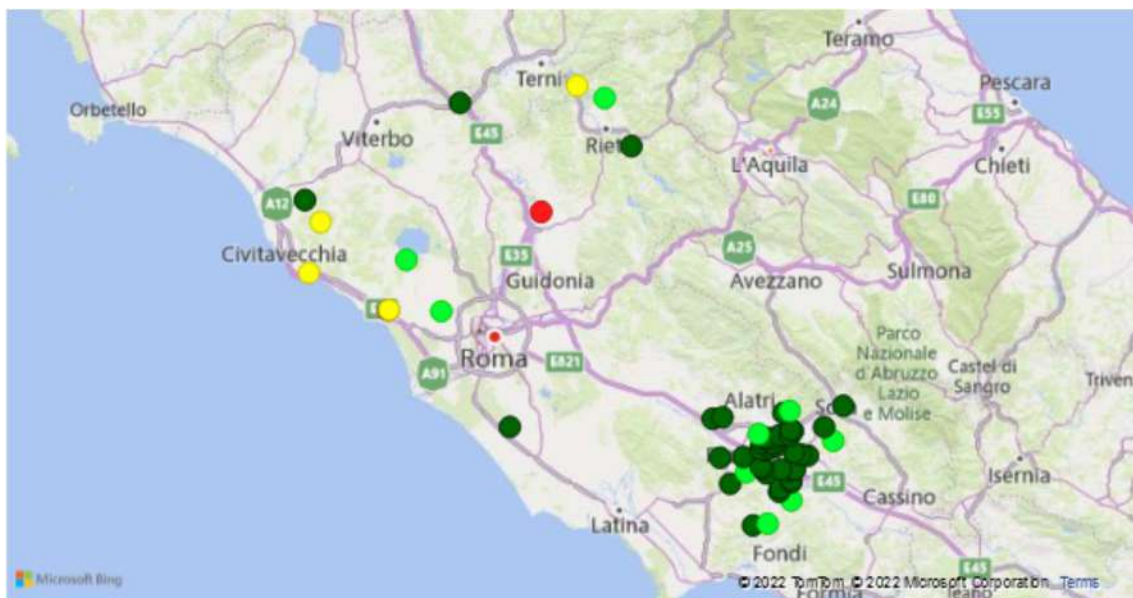 Teramo
Terni
Pescara
Orbetello
A24
E55
Viterbo
E45
L'Aquila
Chieti
A12
E80
Civitavecchia
E35
A25
Guidonia
Avezzano
Sulmona
Roma
Parco
Nazionale
d'Abruzzo
Lazio
e Molise
Castel di
Sangro
E821
A91
Alatri
Isernia
E45
Cassino
Latina
Fondi
Microsoft Bing
© 2022 TomTom, © 2022 Microsoft Corporation Terms
Formia
E45